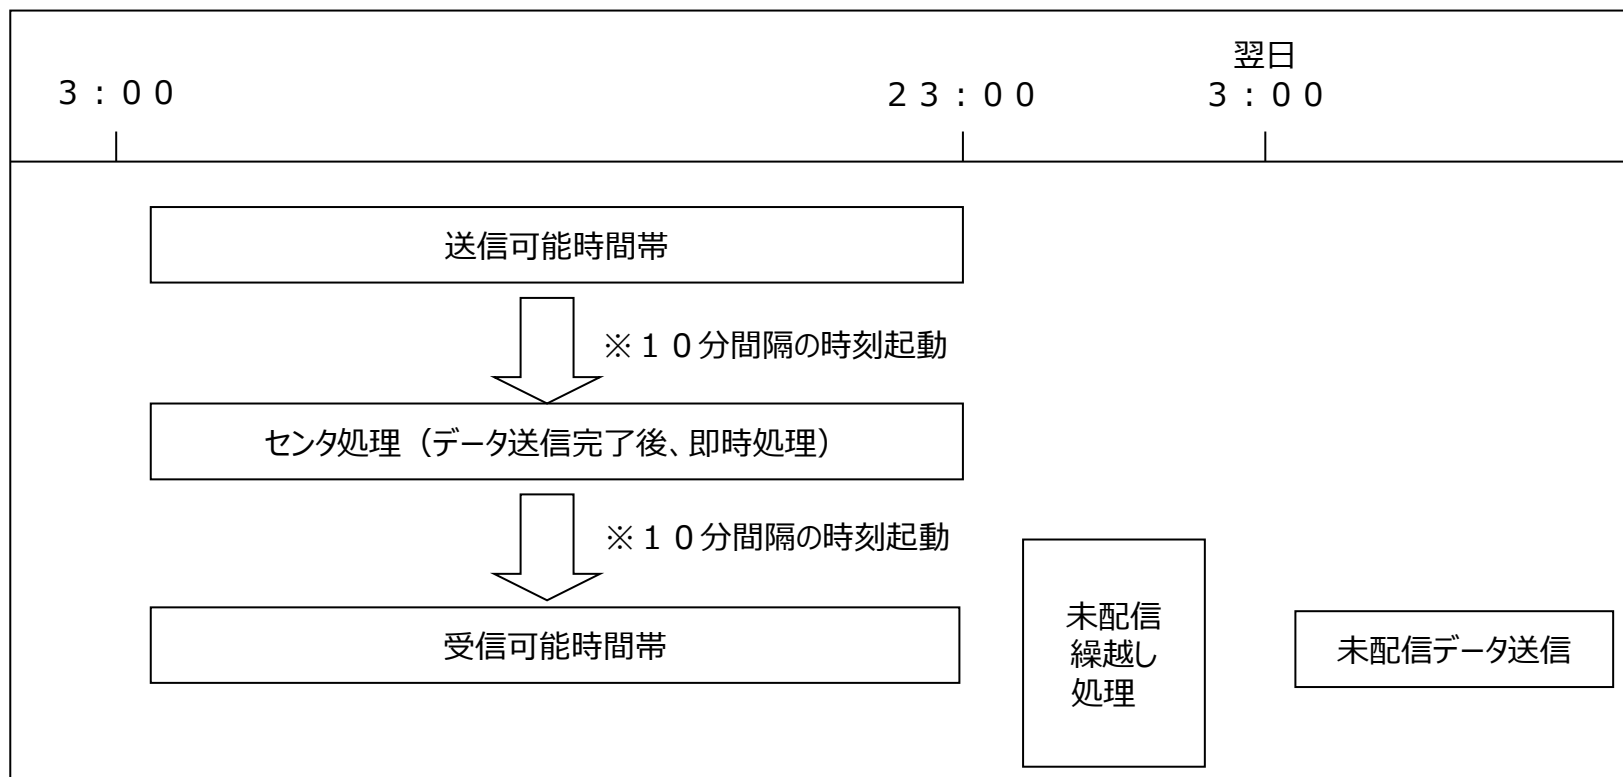 翌日
３：００
２３：００
３：００
送信可能時間帯
※１０分間隔の時刻起動
センタ処理（データ送信完了後、即時処理）
※１０分間隔の時刻起動
受信可能時間帯
未配信
繰越し
処理
未配信データ送信